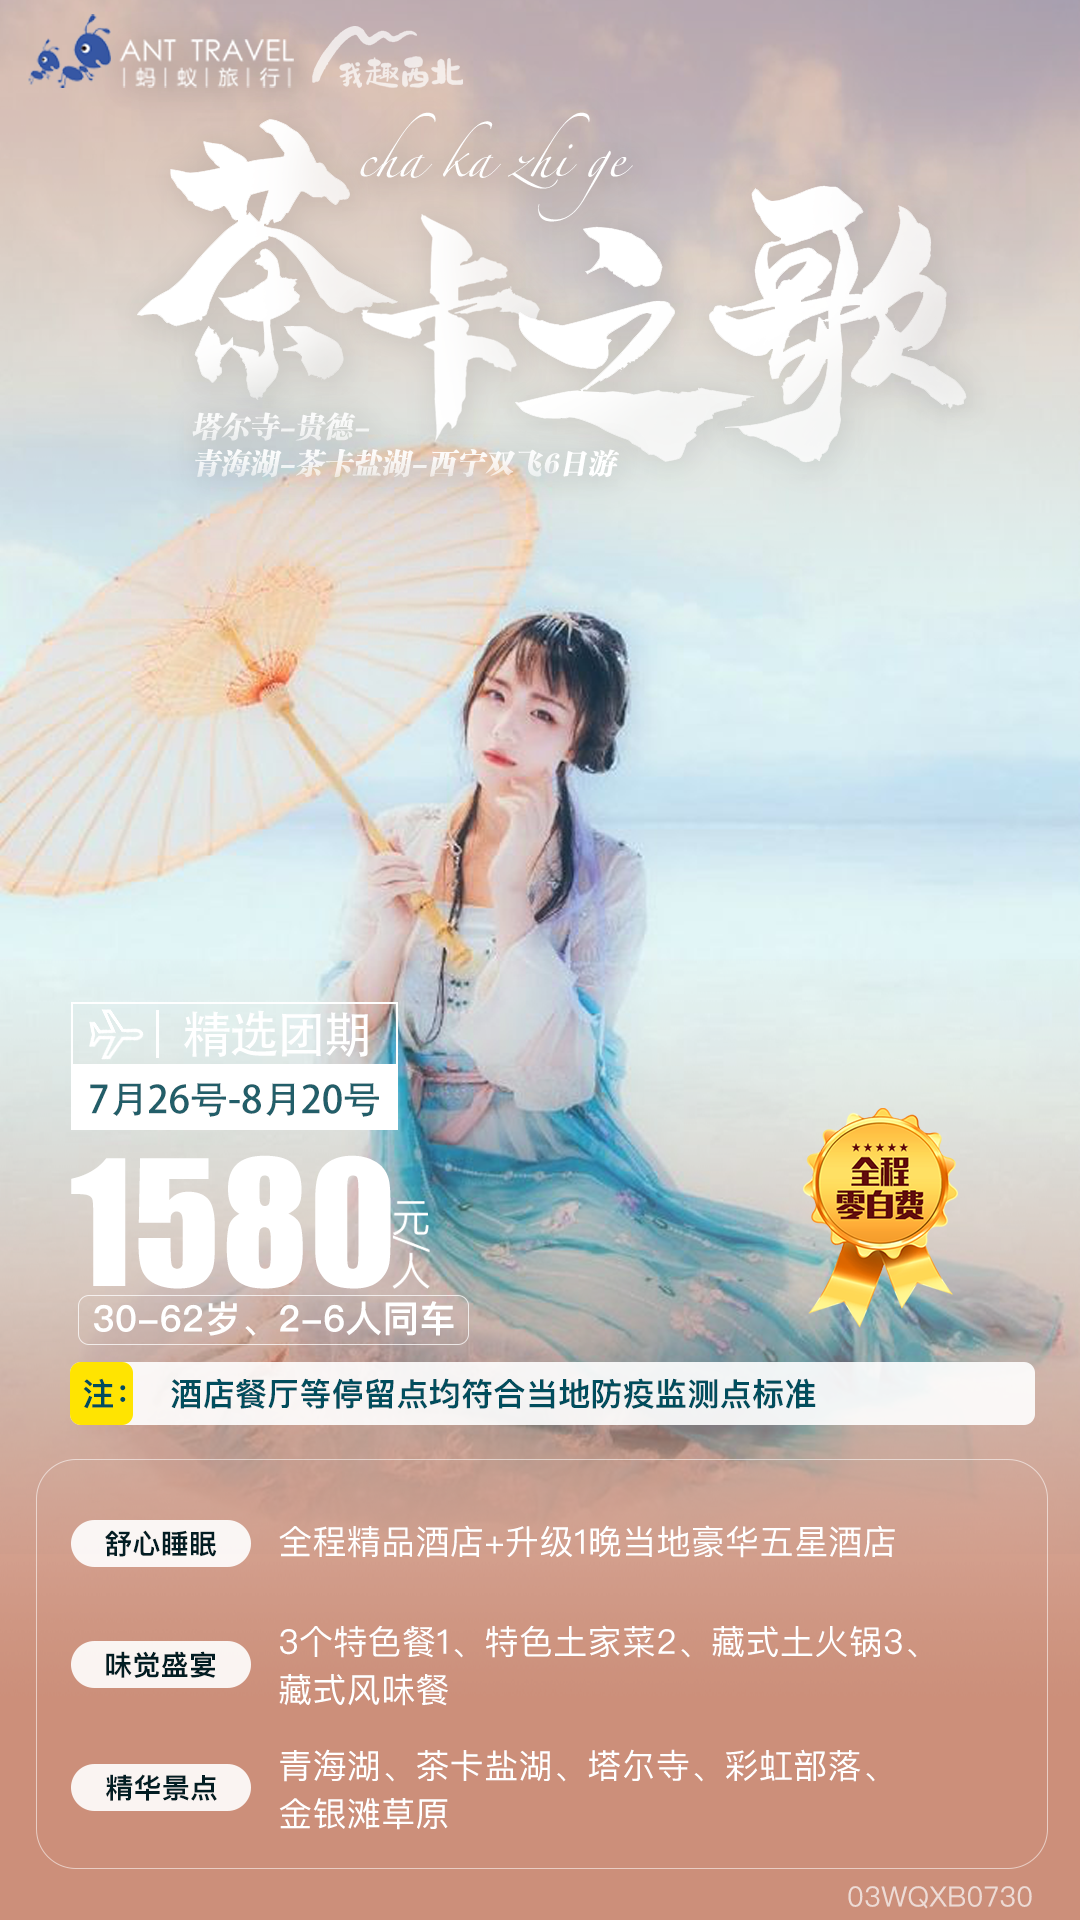 ANT TRAVEL
蚂蚁旅行
我趣西北
cha ka zhi ge
茶卡之歌
塔尔寺-贵德-
青海湖-茶卡盐湖-西宁双飞6日游
精选团期
7月26号-8月20号
1580元/人
30-62岁、2-6人同车
★★★★★
全程
零自费
注： 酒店餐厅等停留点均符合当地防疫监测点标准
舒心睡眠 全程精品酒店+升级1晚当地豪华五星酒店
味觉盛宴 3个特色餐1、特色土家菜2、藏式土火锅3、
藏式风味餐
精华景点 青海湖、茶卡盐湖、塔尔寺、彩虹部落、
金银滩草原
03WQXB0730